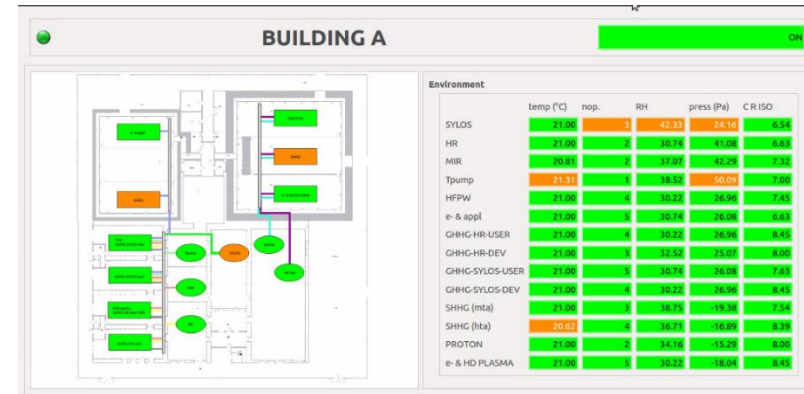 BUILDING A
ON
Environment
temp (°C) nop. RH press (Pa) C R ISO
SYLOS 21.00 3 42.33 24.16 6.54
HR 21.00 2 30.74 41.08 6.63
MIR 20.81 2 37.07 42.29 7.32
Tpump 21.31 1 38.52 50.09 7.00
HFPW 21.00 4 30.22 26.96 7.45
e- & appl 21.00 5 30.74 26.08 6.63
GHHG-HR-USER 21.00 4 30.22 26.96 8.45
GHHG-HR-DEV 21.00 3 32.52 25.07 8.00
GHHG-SYLOS-USER 21.00 5 30.74 26.08 7.63
GHHG-SYLOS-DEV 21.00 4 30.22 26.96 8.45
SHHG (mta) 21.00 3 38.75 -19.38 7.54
SHHG (hta) 20.62 4 36.71 -16.89 8.39
PROTON 21.00 2 34.16 -15.29 8.00
e- & HD PLASMA 21.00 5 30.22 -18.04 8.45